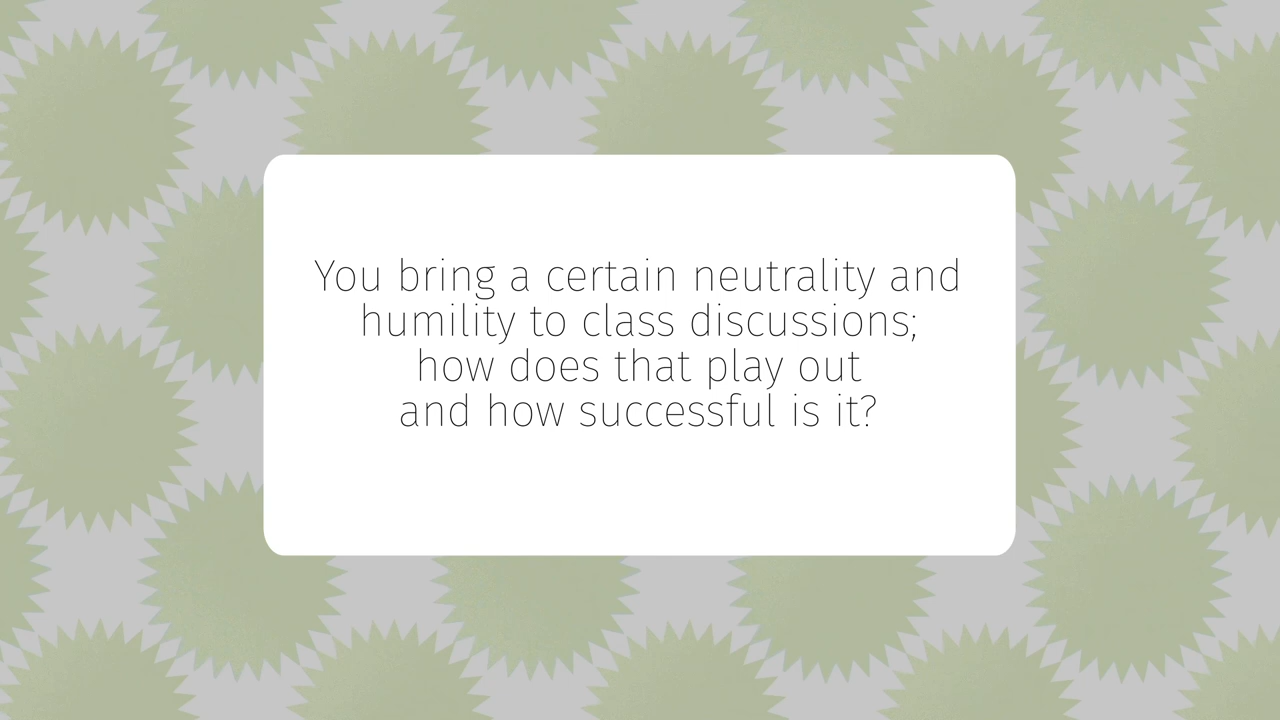 You bring a certain neutrality and
humility to class discussions;
how does that play out
and how successful is it?